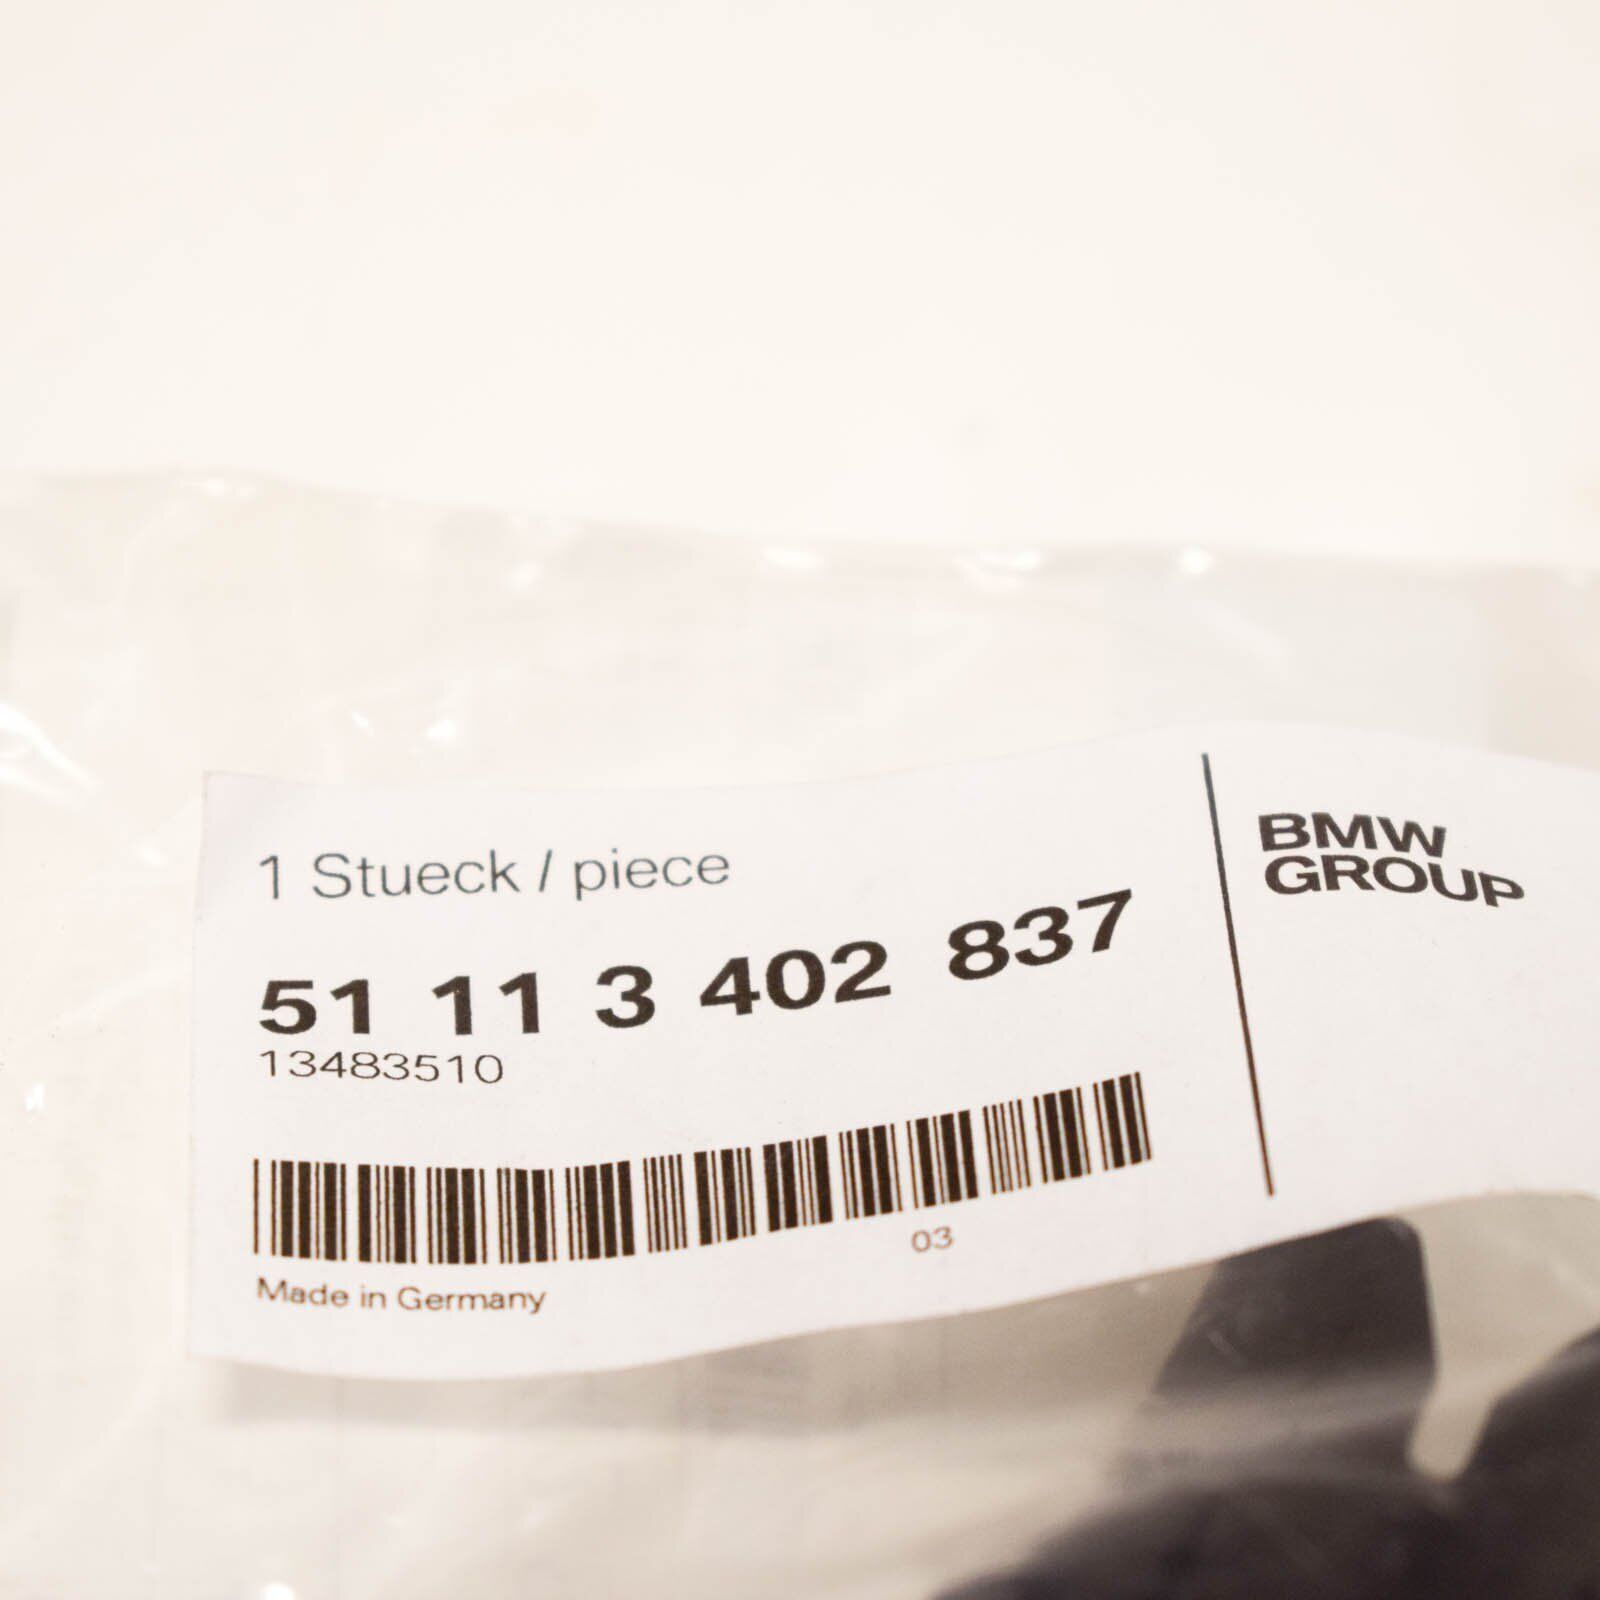 1 Stueck / piece
51 11 3 402 837
13483510
03
Made in Germany
BMW
GROUP